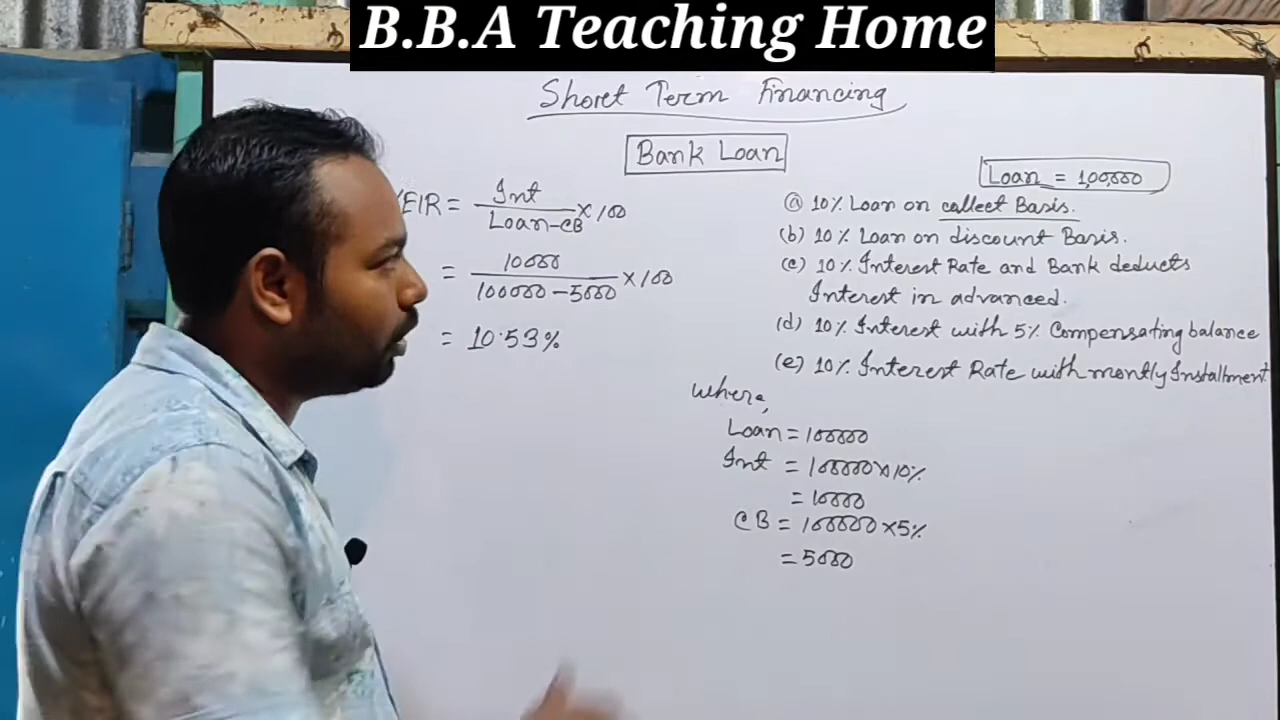 B.B.A Teaching Home
Short Term Financing
Bank Loan
EIR = Int / Loan-CB × 100
= 10000 / 100000 - 5000 × 100
= 10.53%
Loan = 1,00,000
(a) 10% Loan on collect Basis.
(b) 10% Loan on discount Basis.
(c) 10% Interest Rate and Bank deducts
Interest in advanced.
(d) 10% Interest with 5% Compensating balance
(e) 10% Interest Rate with montly Installment
where,
Loan = 100000
Int = 100000×10%
= 10000
CB = 100000×5%
= 5000